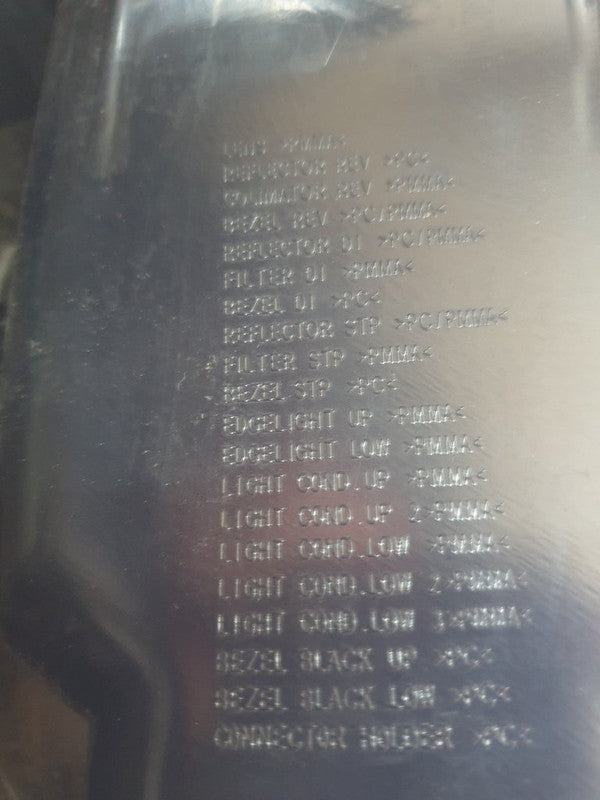 LENS >PMMA<
REFLECTOR REV >PC<
COLIMATOR REV >PMMA<
BEZEL REV >PC/PMMA<
REFLECTOR DI >PC/PMMA<
FILTER DI >PMMA<
BEZEL DI >PC<
REFLECTOR STP >PC/PMMA<
FILTER STP >PMMA<
BEZEL STP >PC<
EDGELIGHT UP >PMMA<
EDGELIGHT LOW >PMMA<
LIGHT COND.UP >PMMA<
LIGHT COND.UP 2>PMMA<
LIGHT COND.LOW >PMMA<
LIGHT COND.LOW 2>PMMA<
LIGHT COND.LOW 3>PMMA<
BEZEL BLACK UP >PC<
BEZEL BLACK LOW >PC<
CONNECTOR HOLDER >PC<